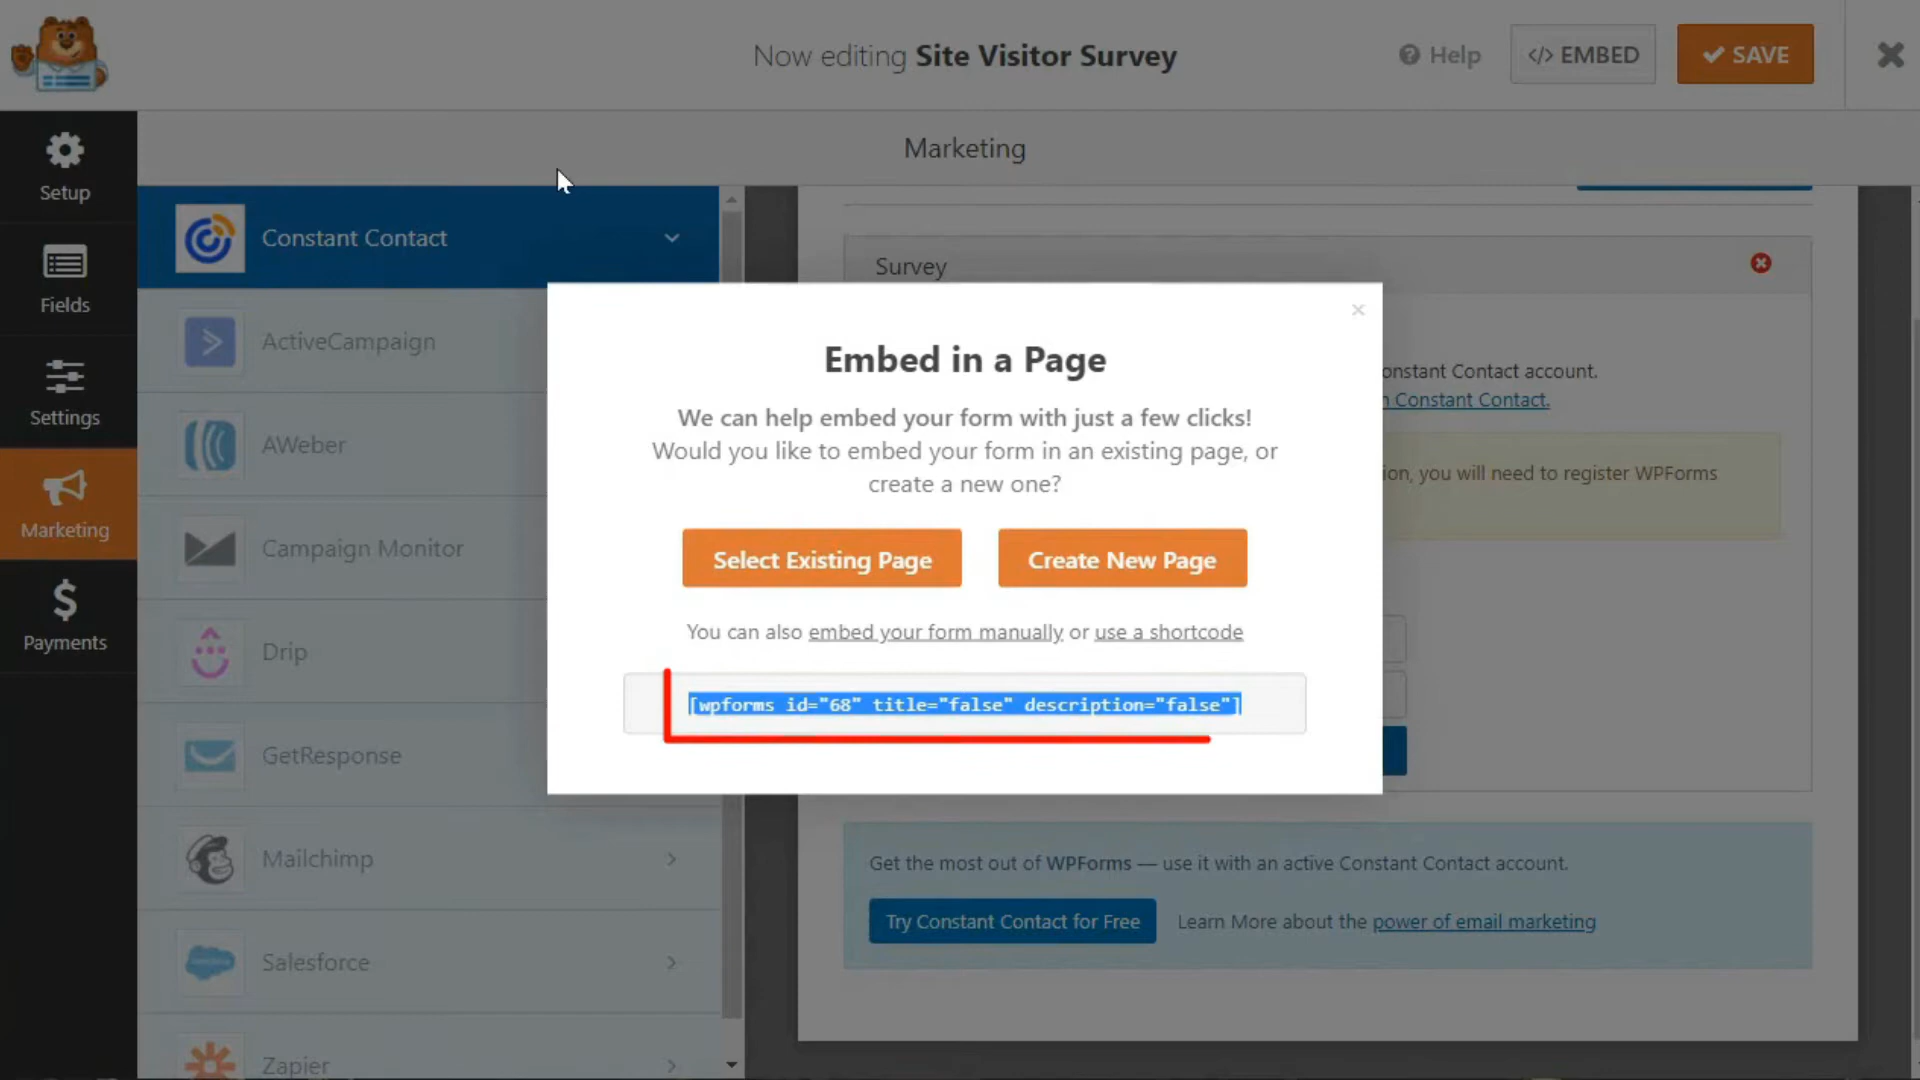 Now editing Site Visitor Survey
Help
</> EMBED
SAVE
Marketing
Setup
Fields
Settings
Marketing
Payments
Constant Contact
ActiveCampaign
AWeber
Campaign Monitor
Drip
GetResponse
Mailchimp
Salesforce
Zapier
Survey
onstant Contact account.
n Constant Contact.
ion, you will need to register WPForms
Embed in a Page
We can help embed your form with just a few clicks!
Would you like to embed your form in an existing page, or
create a new one?
Select Existing Page
Create New Page
You can also embed your form manually or use a shortcode
[wpforms id="68" title="false" description="false"]
Get the most out of WPForms — use it with an active Constant Contact account.
Try Constant Contact for Free
Learn More about the power of email marketing